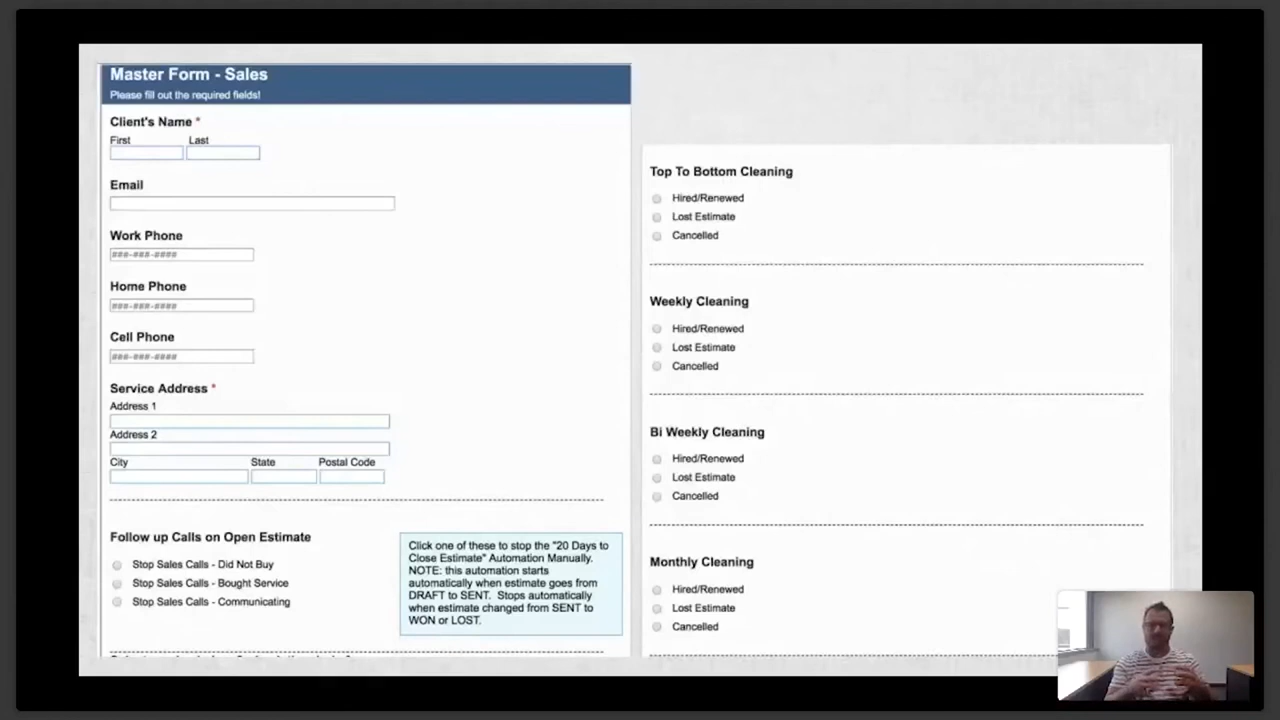 Master Form - Sales
Please fill out the required fields!
Client's Name *
First Last
Email
Work Phone
###-###-####
Home Phone
###-###-####
Cell Phone
###-###-####
Service Address *
Address 1
Address 2
City State Postal Code
Follow up Calls on Open Estimate
Stop Sales Calls - Did Not Buy
Stop Sales Calls - Bought Service
Stop Sales Calls - Communicating
Click one of these to stop the "20 Days to
Close Estimate" Automation Manually.
NOTE: this automation starts
automatically when estimate goes from
DRAFT to SENT. Stops automatically
when estimate changed from SENT to
WON or LOST.
Top To Bottom Cleaning
Hired/Renewed
Lost Estimate
Cancelled
Weekly Cleaning
Hired/Renewed
Lost Estimate
Cancelled
Bi Weekly Cleaning
Hired/Renewed
Lost Estimate
Cancelled
Monthly Cleaning
Hired/Renewed
Lost Estimate
Cancelled